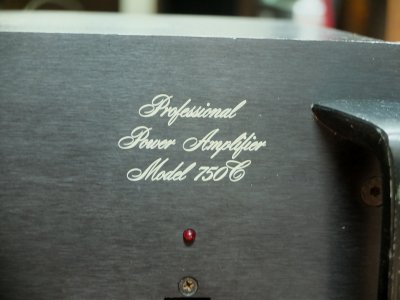 Professional
Power Amplifier
Model 750C